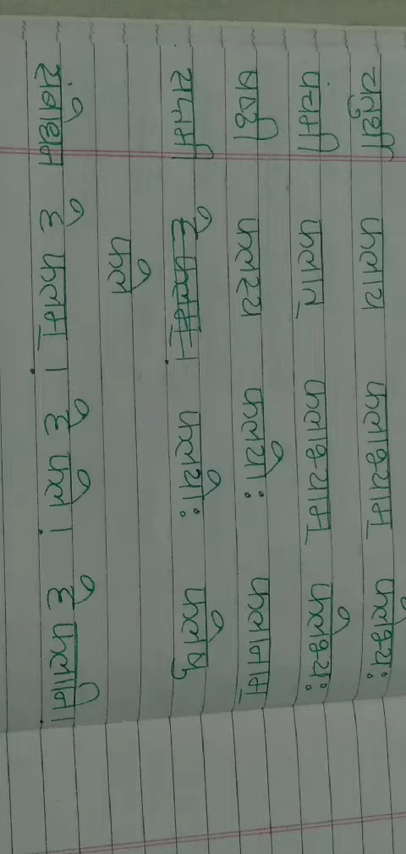 चतुर्थी फलाय फलाभ्याम् फलेभ्यः
पंचमी फलात् फलाभ्याम् फलेभ्यः
षष्ठी फलस्य फलयोः फलानाम्
सप्तमी हे फलम्। फलयोः फलेषु
फले
संबोधन हे फलम्। हे फले। हे फलानि।